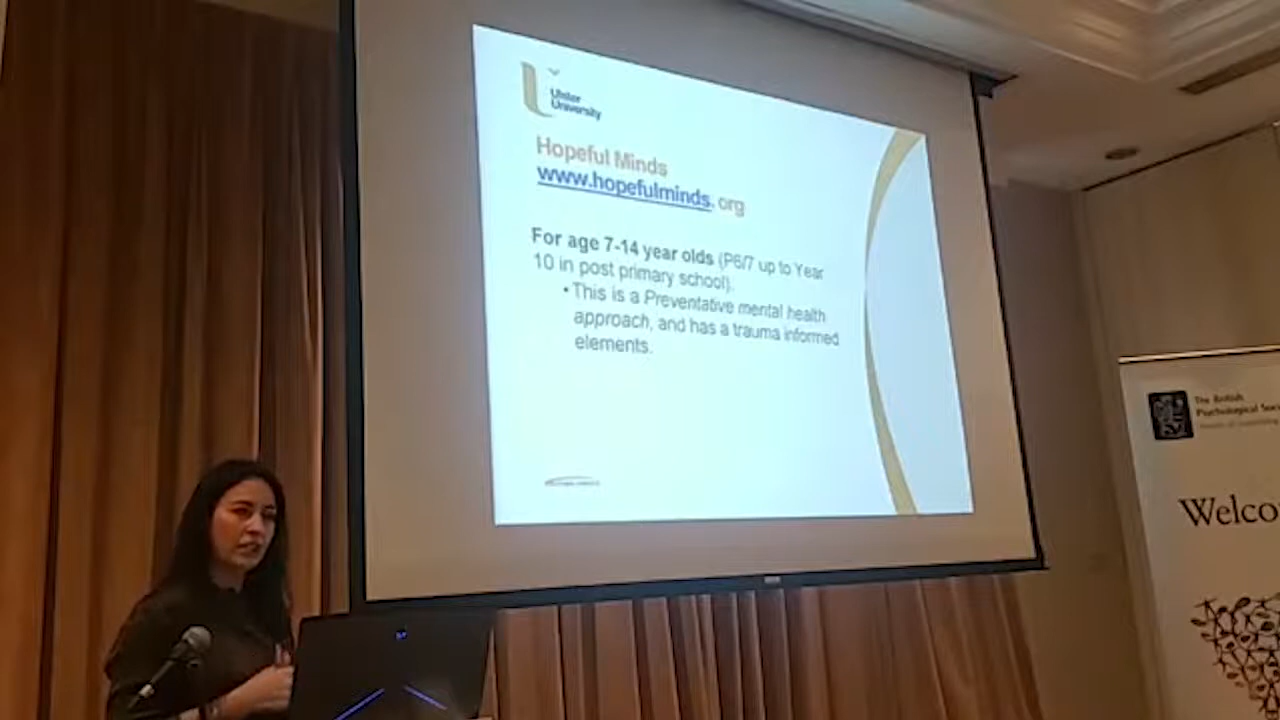 Ulster
University
Hopeful Minds
www.hopefulminds. org
For age 7-14 year olds (P6/7 up to Year
10 in post primary school).
• This is a Preventative mental health
approach, and has a trauma informed
elements.
The British
Psychological Soc
Welco